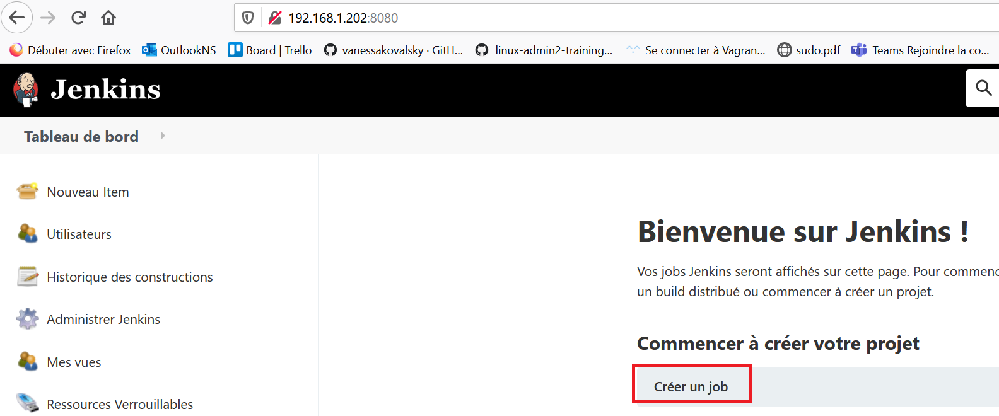 192.168.1.202:8080
Débuter avec Firefox OutlookNS Board | Trello vanessakovalsky · GitH... linux-admin2-training... Se connecter à Vagran... sudo.pdf Teams Rejoindre la co...
Jenkins
Tableau de bord
Nouveau Item
Utilisateurs
Historique des constructions
Administrer Jenkins
Mes vues
Ressources Verrouillables
Bienvenue sur Jenkins !
Vos jobs Jenkins seront affichés sur cette page. Pour commenc
un build distribué ou commencer à créer un projet.
Commencer à créer votre projet
Créer un job